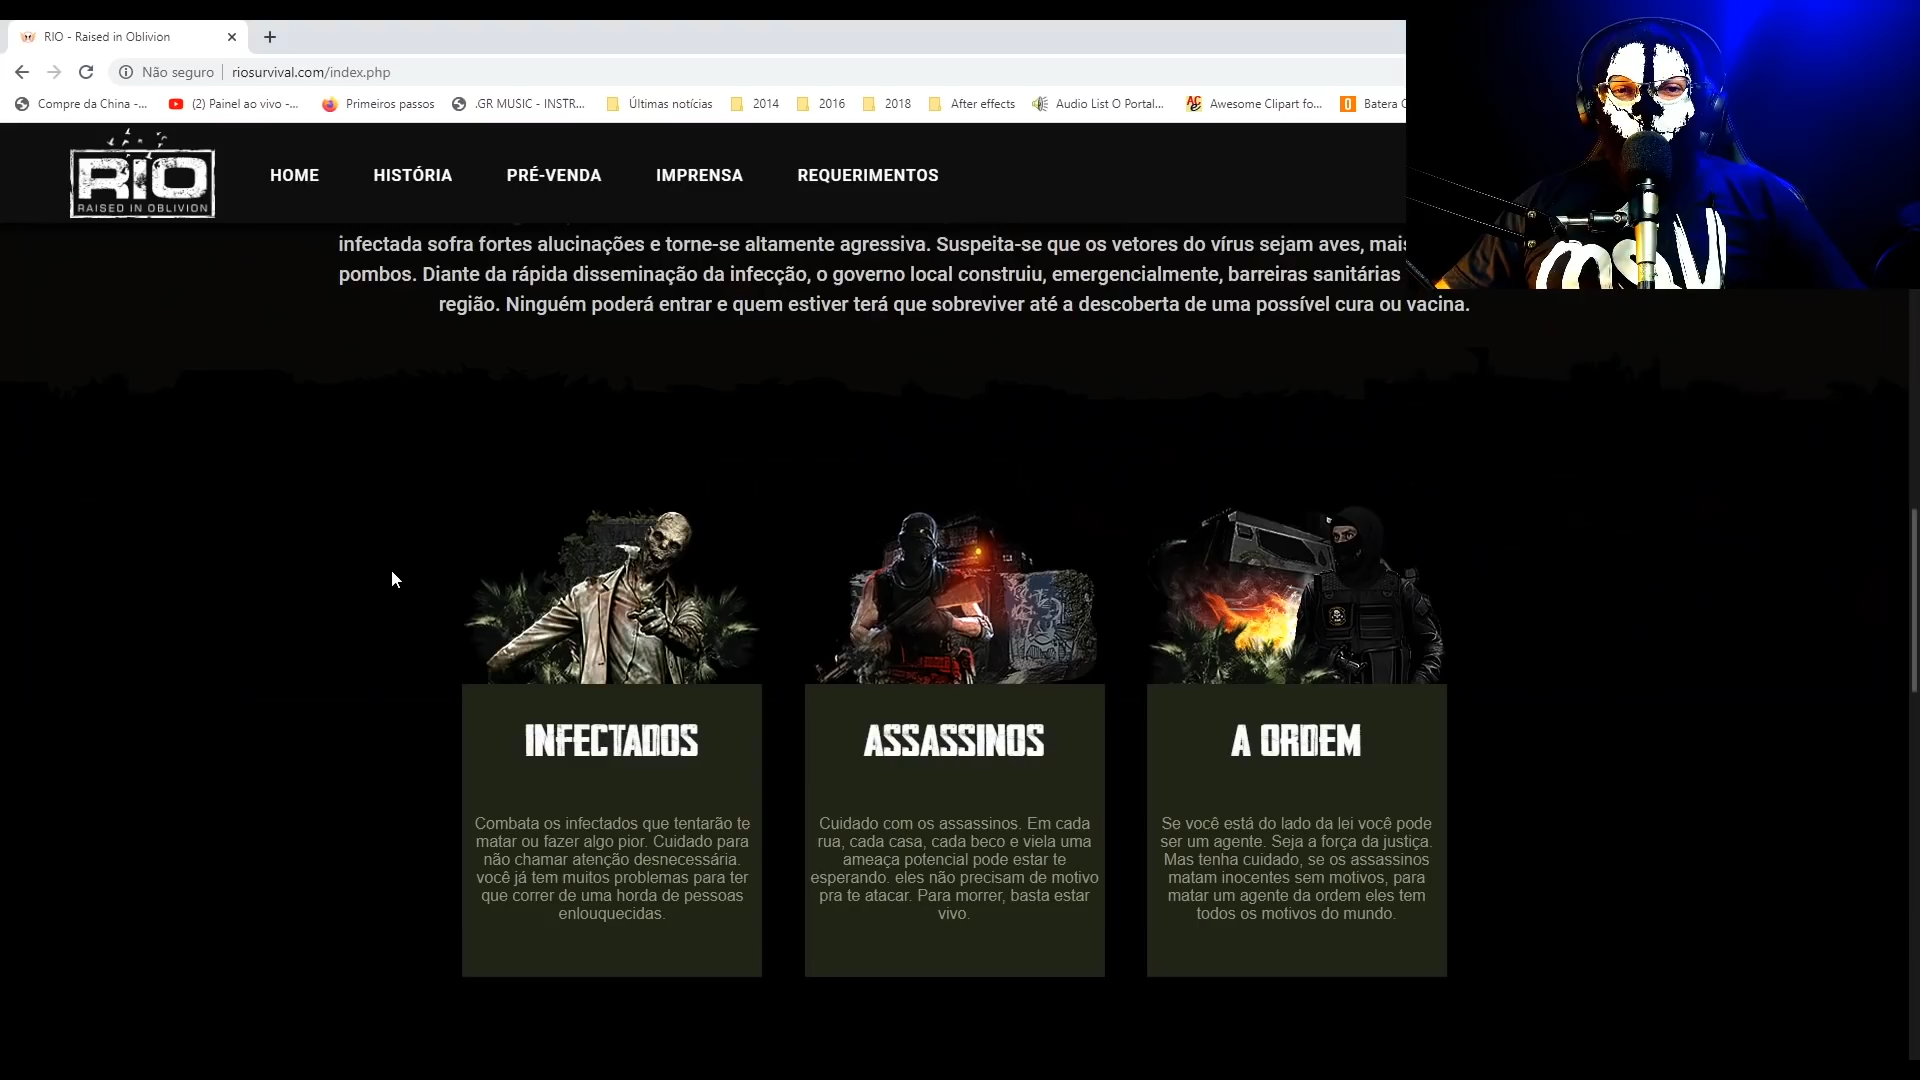 RIO - Raised in Oblivion
Não seguro riosurvival.com/index.php
Compre da China -... (2) Painel ao vivo -... Primeiros passos .GR MUSIC - INSTR... Últimas notícias 2014 2016 2018 After effects Audio List O Portal... Awesome Clipart fo... Batera
RIO
RAISED IN OBLIVION
HOME HISTÓRIA PRÉ-VENDA IMPRENSA REQUERIMENTOS
infectada sofra fortes alucinações e torne-se altamente agressiva. Suspeita-se que os vetores do vírus sejam aves, mais
pombos. Diante da rápida disseminação da infecção, o governo local construiu, emergencialmente, barreiras sanitárias
região. Ninguém poderá entrar e quem estiver terá que sobreviver até a descoberta de uma possível cura ou vacina.
INFECTADOS
Combata os infectados que tentarão te
matar ou fazer algo pior. Cuidado para
não chamar atenção desnecessária.
você já tem muitos problemas para ter
que correr de uma horda de pessoas
enlouquecidas.
ASSASSINOS
Cuidado com os assassinos. Em cada
rua, cada casa, cada beco e viela uma
ameaça potencial pode estar te
esperando. eles não precisam de motivo
pra te atacar. Para morrer, basta estar
vivo.
A ORDEM
Se você está do lado da lei você pode
ser um agente. Seja a força da justiça.
Mas tenha cuidado, se os assassinos
matam inocentes sem motivos, para
matar um agente da ordem eles tem
todos os motivos do mundo.